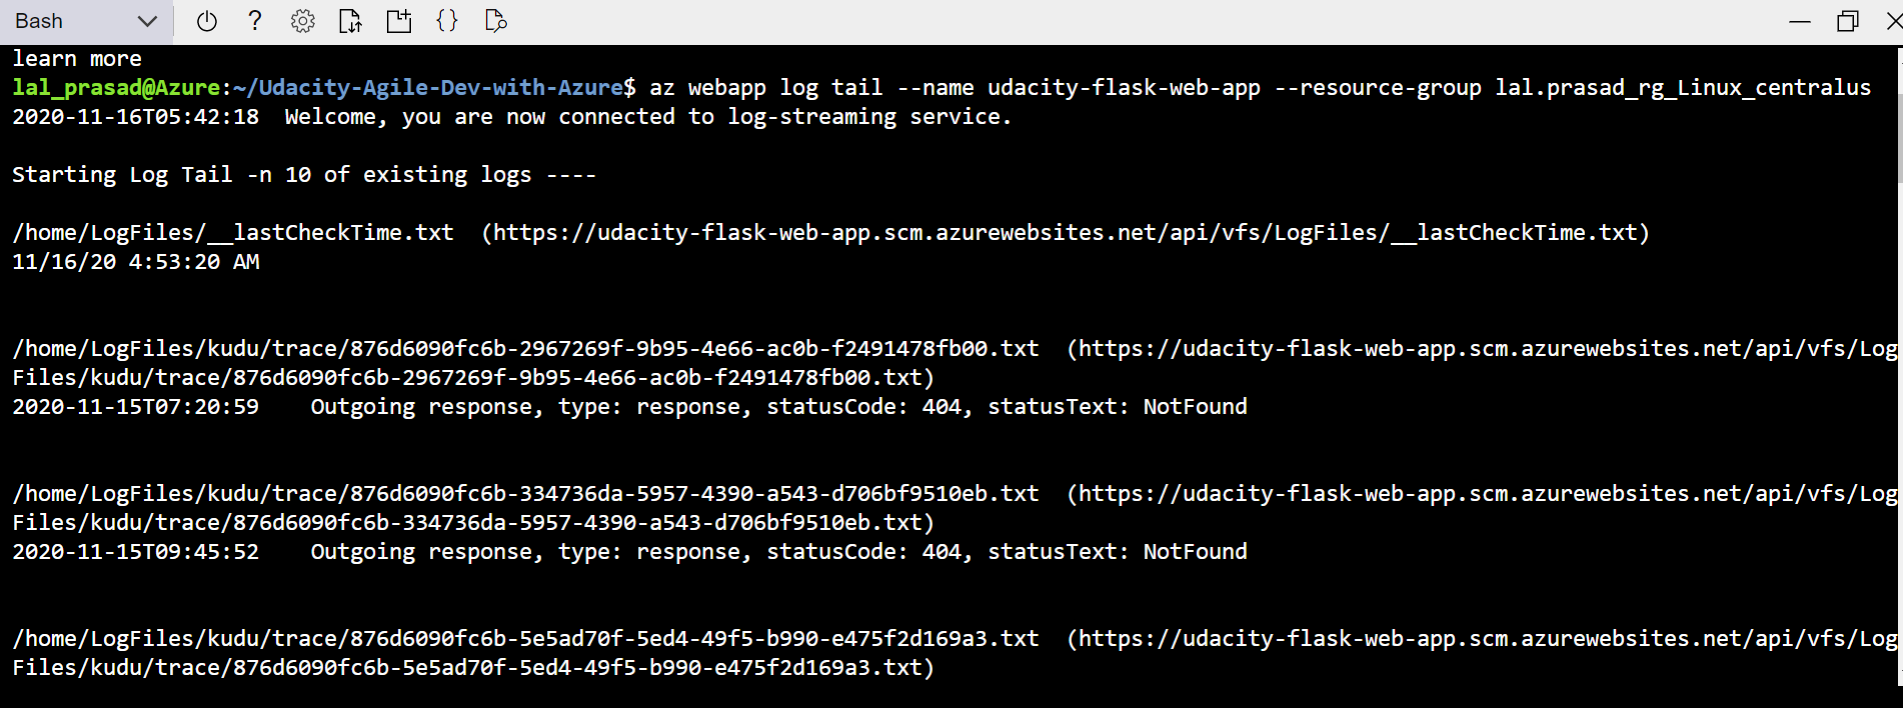 Bash
learn more
lal_prasad@Azure:~/Udacity-Agile-Dev-with-Azure$ az webapp log tail --name udacity-flask-web-app --resource-group lal.prasad_rg_Linux_centralus
2020-11-16T05:42:18  Welcome, you are now connected to log-streaming service.
Starting Log Tail -n 10 of existing logs ----
/home/LogFiles/__lastCheckTime.txt  (https://udacity-flask-web-app.scm.azurewebsites.net/api/vfs/LogFiles/__lastCheckTime.txt)
11/16/20 4:53:20 AM
/home/LogFiles/kudu/trace/876d6090fc6b-2967269f-9b95-4e66-ac0b-f2491478fb00.txt  (https://udacity-flask-web-app.scm.azurewebsites.net/api/vfs/Log
Files/kudu/trace/876d6090fc6b-2967269f-9b95-4e66-ac0b-f2491478fb00.txt)
2020-11-15T07:20:59    Outgoing response, type: response, statusCode: 404, statusText: NotFound
/home/LogFiles/kudu/trace/876d6090fc6b-334736da-5957-4390-a543-d706bf9510eb.txt  (https://udacity-flask-web-app.scm.azurewebsites.net/api/vfs/Log
Files/kudu/trace/876d6090fc6b-334736da-5957-4390-a543-d706bf9510eb.txt)
2020-11-15T09:45:52    Outgoing response, type: response, statusCode: 404, statusText: NotFound
/home/LogFiles/kudu/trace/876d6090fc6b-5e5ad70f-5ed4-49f5-b990-e475f2d169a3.txt  (https://udacity-flask-web-app.scm.azurewebsites.net/api/vfs/Log
Files/kudu/trace/876d6090fc6b-5e5ad70f-5ed4-49f5-b990-e475f2d169a3.txt)